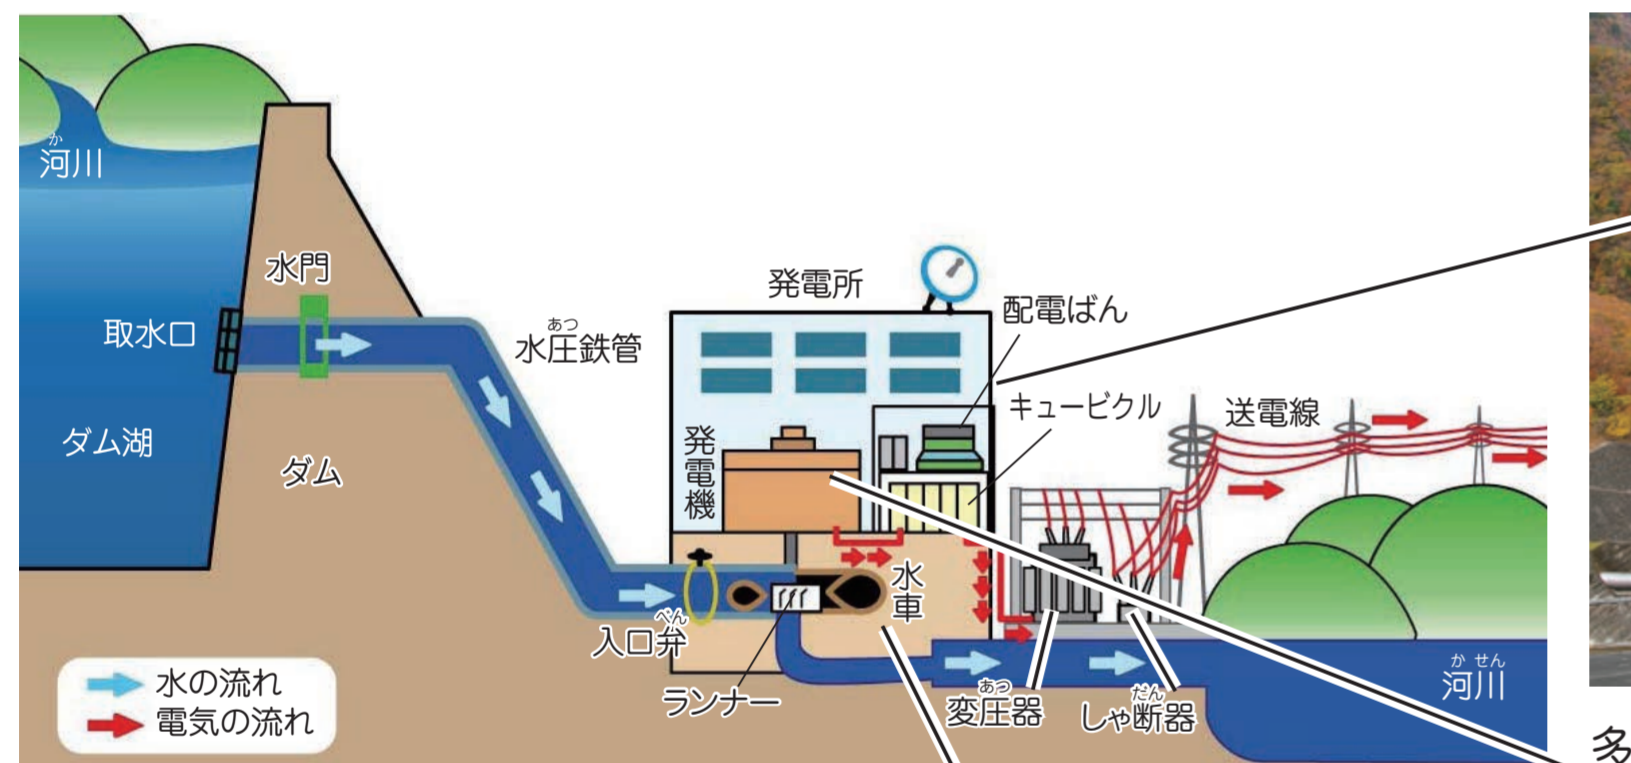 河川
か
水門
取水口
ダム湖
ダム
水圧鉄管
あつ
発電所
配電ばん
キュービクル
送電線
発電機
水車
入口弁
べん
ランナー
変圧器
あつ
しゃ断器
だん
河川
か せん
水の流れ
電気の流れ
多